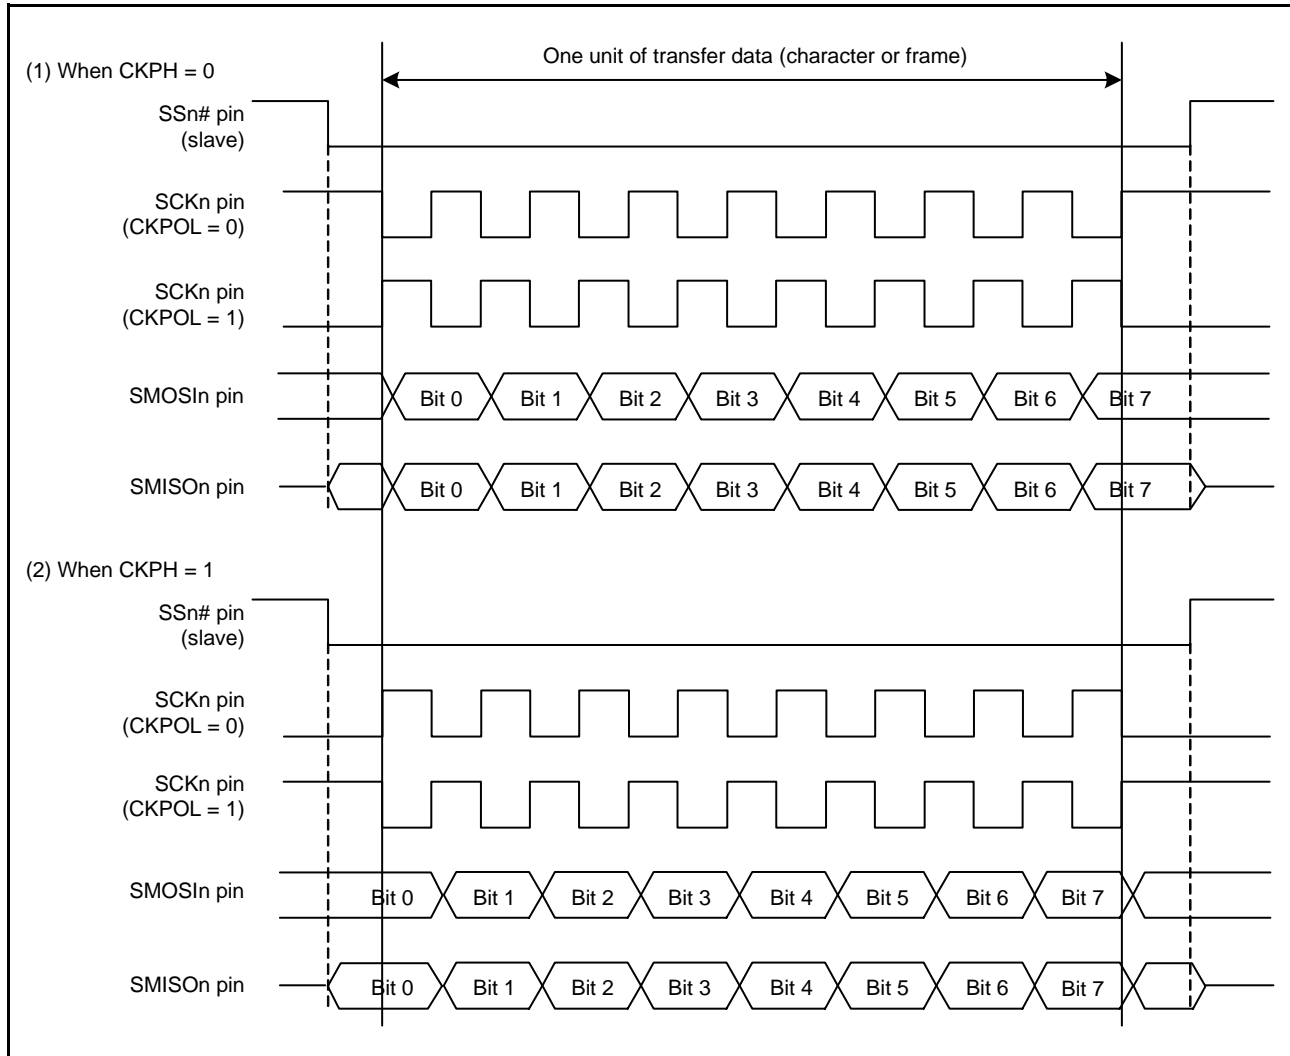 One unit of transfer data (character or frame)
(1) When CKPH = 0
SSn# pin
(slave)
SCKn pin
(CKPOL = 0)
SCKn pin
(CKPOL = 1)
SMOSIn pin
Bit 0 Bit 1 Bit 2 Bit 3 Bit 4 Bit 5 Bit 6 Bit 7
SMISOn pin
Bit 0 Bit 1 Bit 2 Bit 3 Bit 4 Bit 5 Bit 6 Bit 7
(2) When CKPH = 1
SSn# pin
(slave)
SCKn pin
(CKPOL = 0)
SCKn pin
(CKPOL = 1)
SMOSIn pin
Bit 0 Bit 1 Bit 2 Bit 3 Bit 4 Bit 5 Bit 6 Bit 7
SMISOn pin
Bit 0 Bit 1 Bit 2 Bit 3 Bit 4 Bit 5 Bit 6 Bit 7